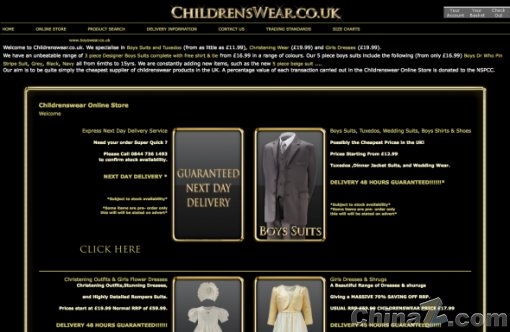 CHILDRENSWEAR.CO.UK
Your Account
Your Basket
Check Out
HOME
ONLINE STORE
PRODUCT SEARCH
DELIVERY INFORMATION
CONTACT US
TRADING STANDARDS
SIZE CHARTS
www.boyswear.co.uk
Welcome to Childrenswear.co.uk. We specialise in Boys Suits and Tuxedos (from as little as £11.99), Christening Wear (£19.99) and Girls Dresses (£19.99).
We have an unbeatable range of 3 piece Designer Boys Suits complete with free shirt & tie from £16.99 in a range of colours. Our 5 piece boys suits include the following (from only £16.99) Boys Dr Who Pin
Stripe Suit, Grey, Black, Navy all from 6mths to 15yrs. We are constantly adding new items, such as the new 5 piece beige suit ....
Our aim is to be quite simply the cheapest supplier of childrenswear products in the UK. A percentage value of each transaction carried out in the Childrenswear Online Store is donated to the NSPCC.
Childrenswear Online Store
Welcome
Express Next Day Delivery Service
Need your order Super Quick ?
Please Call 0844 736 1403
to confirm stock availability.
NEXT DAY DELIVERY *
*Subject to stock availability*
*Some items are pre- order only
this will will be stated on advert*
CLICK HERE
GUARANTEED
NEXT DAY
DELIVERY
BOYS SUITS
Boys Suits, Tuxedos, Wedding Suits, Boys Shirts & Shoes
Possibly the Cheapest Prices in the UK!
Prices Starting From £12.99
Tuxedos ,Dinner Jacket Suits, and Wedding Wear.
DELIVERY 48 HOURS GUARANTEED!!!!!!*
*Subject to stock availability*
*Some items are pre- order only
this will will be stated on advert*
Christening Outfits & Girls Flower Dresses
Christening Outfits,Stunning Dresses,
and Highly Detailed Rompers Suits.
Prices start at £19.99 Normal RRP £59.99.
DELIVERY 48 HOURS GUARANTEED!!!!!
Girls Dresses & Shrugs
A Beautiful Range of Dresses & shrugs
Giving a MASSIVE 70% SAVING OFF RRP.
DELIVERY 48 HOURS GUARANTEED!!!!!!
ChinaZ.com